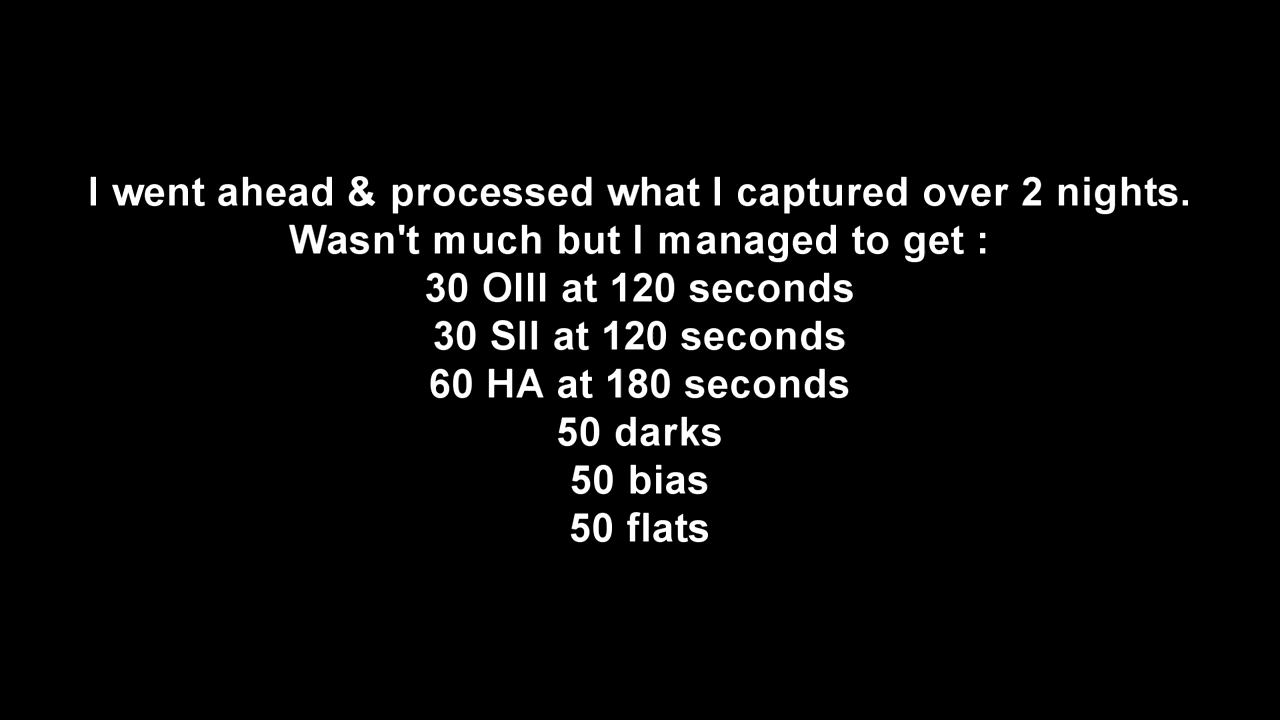 I went ahead & processed what I captured over 2 nights.
Wasn't much but I managed to get :
30 OIII at 120 seconds
30 SII at 120 seconds
60 HA at 180 seconds
50 darks
50 bias
50 flats